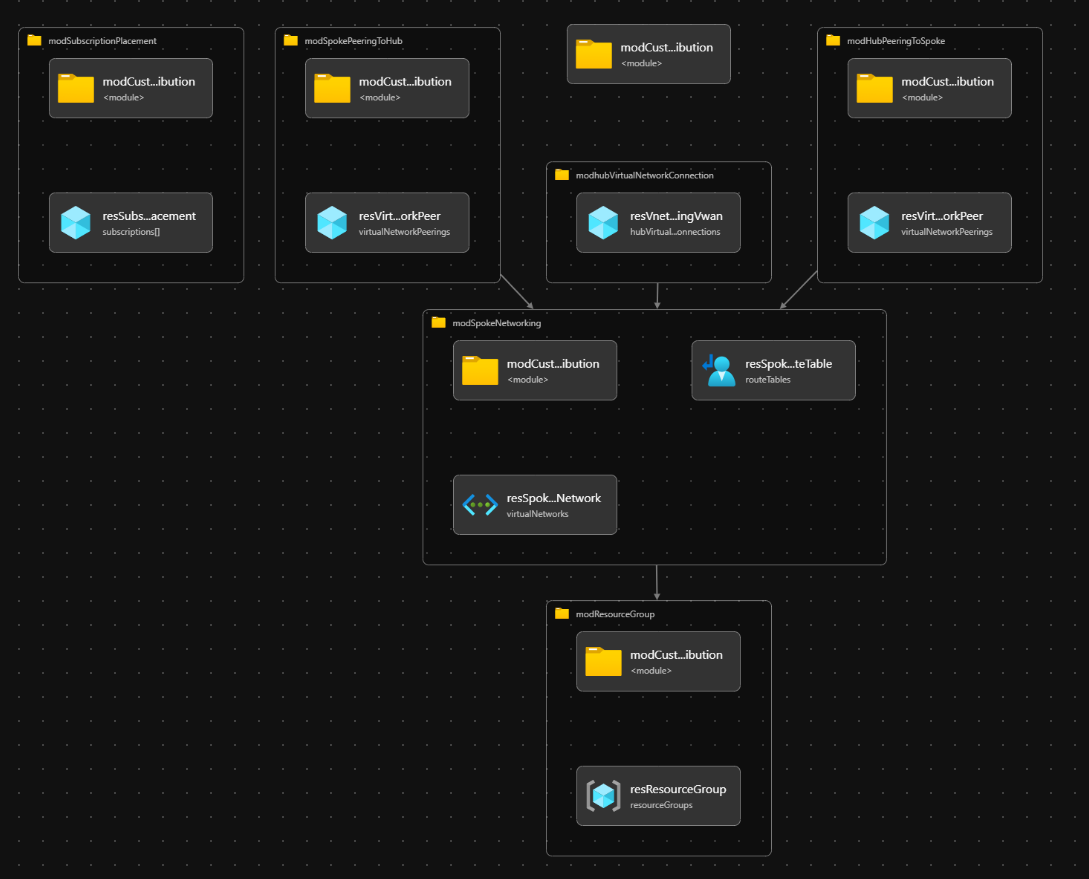 modSubscriptionPlacement
modCust...ibution
<module>
resSubs...acement
subscriptions[]
modSpokePeeringToHub
modCust...ibution
<module>
resVirt...orkPeer
virtualNetworkPeerings
modCust...ibution
<module>
modhubVirtualNetworkConnection
resVnet...ingVwan
hubVirtual...onnections
modHubPeeringToSpoke
modCust...ibution
<module>
resVirt...orkPeer
virtualNetworkPeerings
modSpokeNetworking
modCust...ibution
<module>
resSpok...teTable
routeTables
resSpok...Network
virtualNetworks
modResourceGroup
modCust...ibution
<module>
resResourceGroup
resourceGroups